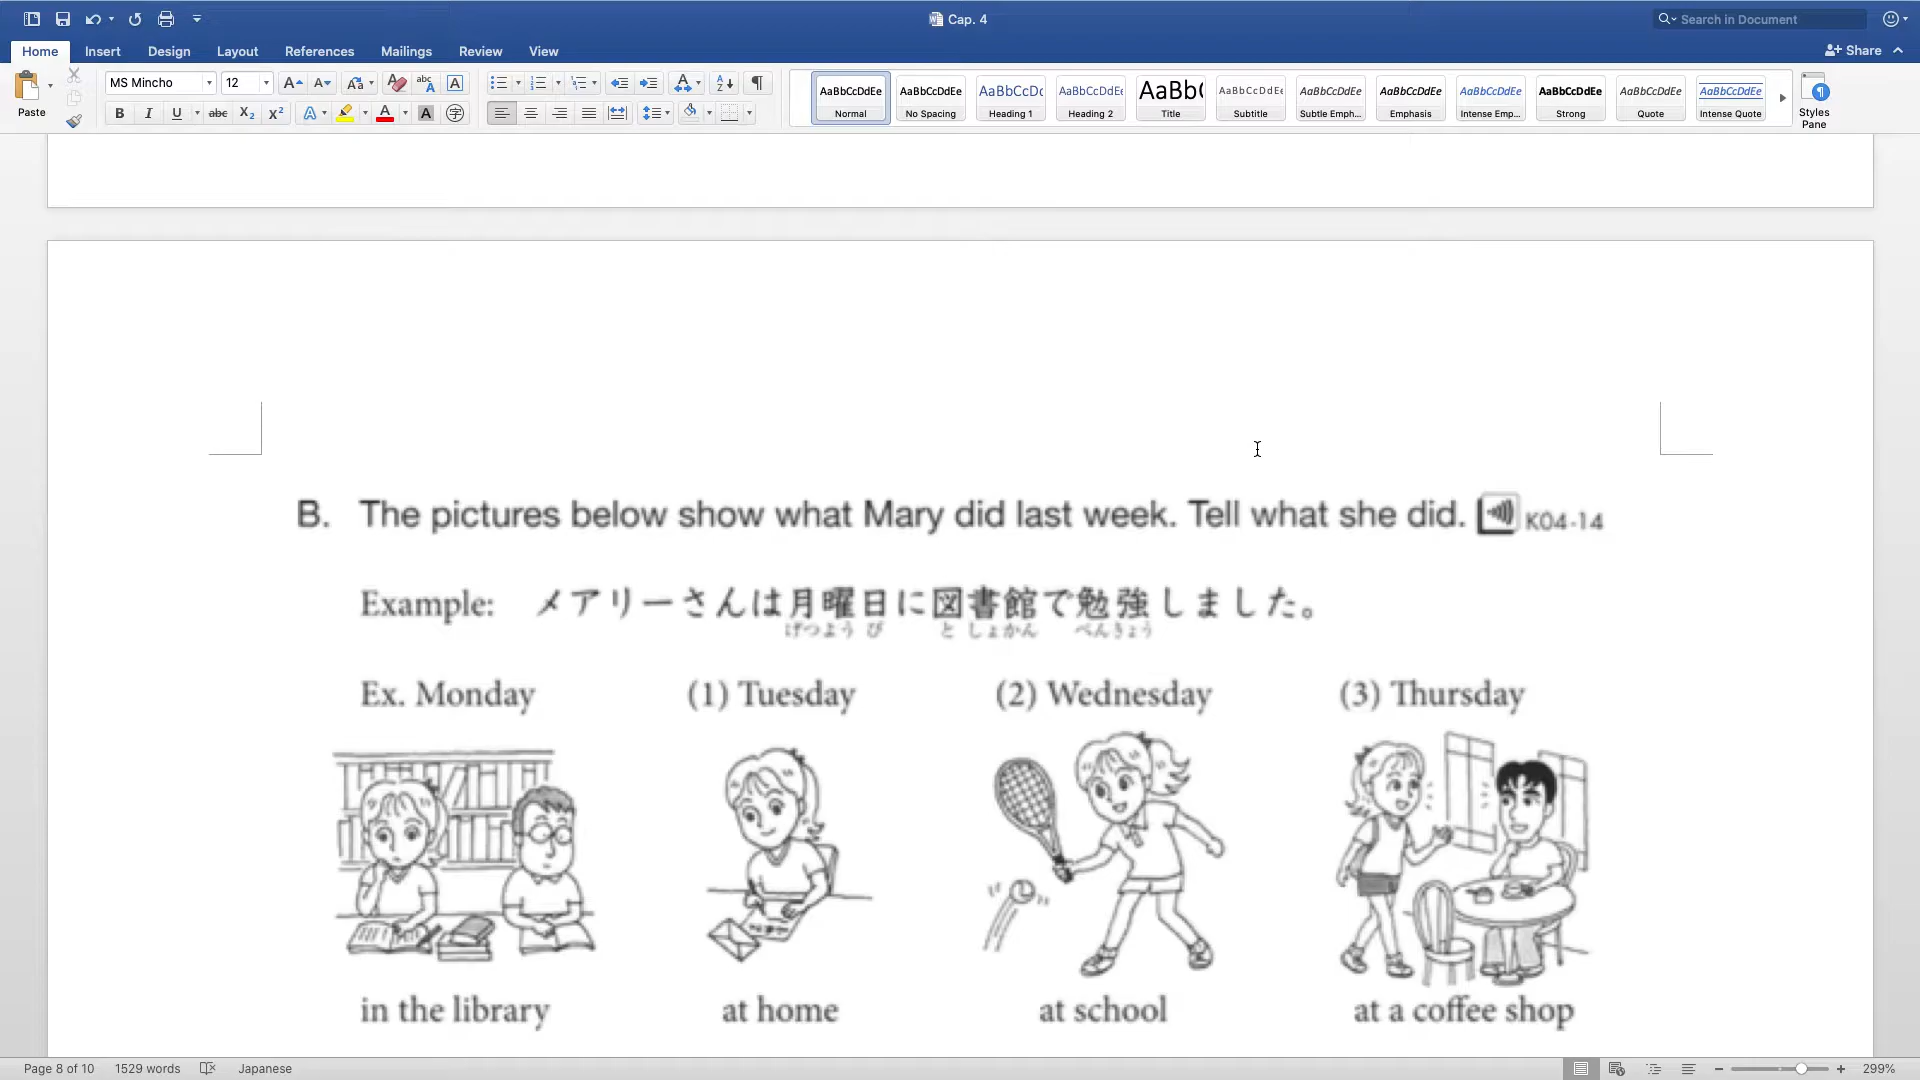 Cap. 4
Search in Document
Home Insert Design Layout References Mailings Review View
Share
Paste
MS Mincho 12
AaBbCcDdEe AaBbCcDdEe AaBbCcDc AaBbCcDdEe AaBb( AaBbCcDdEe AaBbCcDdEe AaBbCcDdEe AaBbCcDdEe AaBbCcDdEe AaBbCcDdEe AaBbCcDdEe
Normal No Spacing Heading 1 Heading 2 Title Subtitle Subtle Emph... Emphasis Intense Emp... Strong Quote Intense Quote
Styles Pane
B. The pictures below show what Mary did last week. Tell what she did. K04-14
Example: メアリーさんは月曜日に図書館で勉強しました。
げつようび としょかん べんきょう
Ex. Monday (1) Tuesday (2) Wednesday (3) Thursday
in the library at home at school at a coffee shop
Page 8 of 10 1529 words Japanese 299%